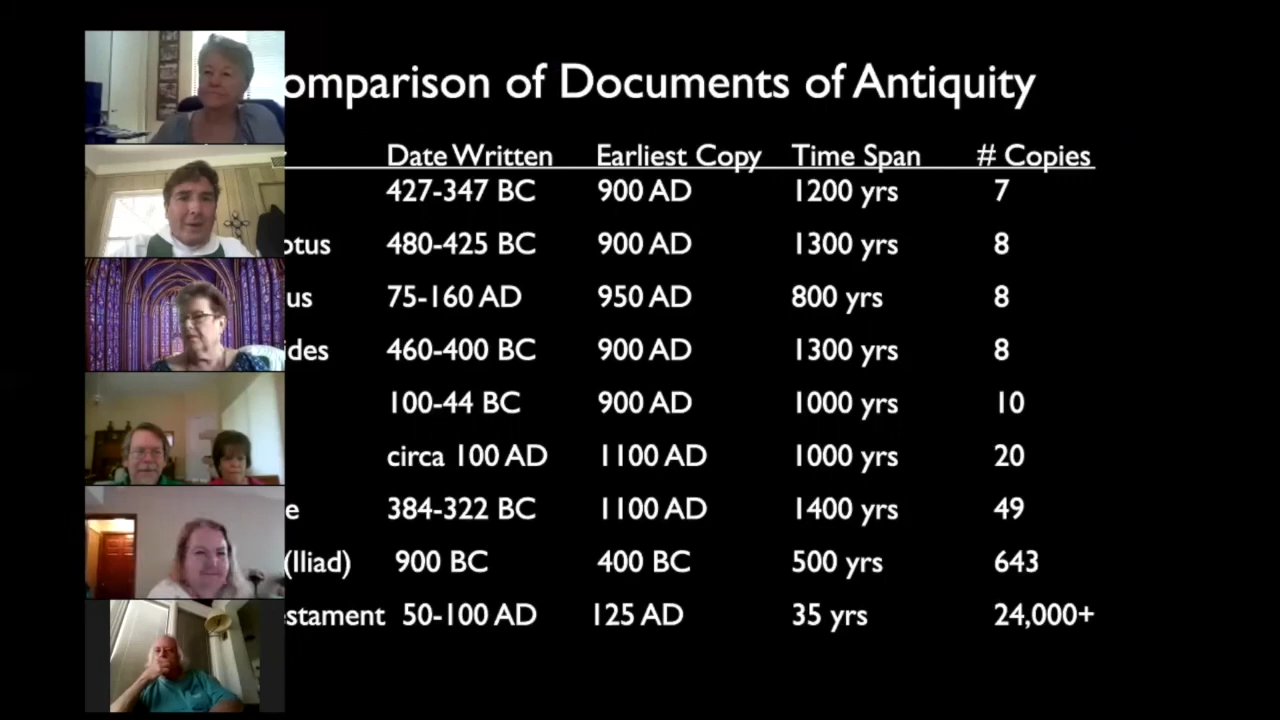 omparison of Documents of Antiquity
Date Written Earliest Copy Time Span # Copies
427-347 BC 900 AD 1200 yrs 7
otus 480-425 BC 900 AD 1300 yrs 8
us 75-160 AD 950 AD 800 yrs 8
ides 460-400 BC 900 AD 1300 yrs 8
100-44 BC 900 AD 1000 yrs 10
circa 100 AD 1100 AD 1000 yrs 20
e 384-322 BC 1100 AD 1400 yrs 49
(Iliad) 900 BC 400 BC 500 yrs 643
estament 50-100 AD 125 AD 35 yrs 24,000+